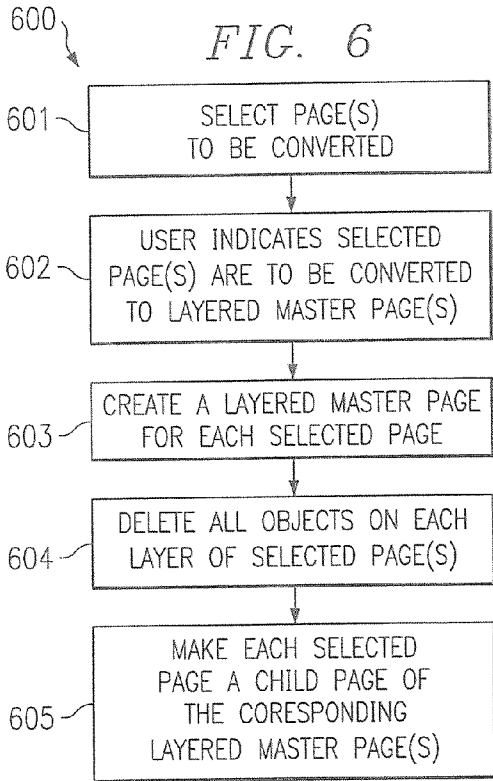 600
FIG. 6
601
SELECT PAGE(S)
TO BE CONVERTED
602
USER INDICATES SELECTED
PAGE(S) ARE TO BE CONVERTED
TO LAYERED MASTER PAGE(S)
603
CREATE A LAYERED MASTER PAGE
FOR EACH SELECTED PAGE
604
DELETE ALL OBJECTS ON EACH
LAYER OF SELECTED PAGE(S)
605
MAKE EACH SELECTED
PAGE A CHILD PAGE OF
THE CORESPONDING
LAYERED MASTER PAGE(S)